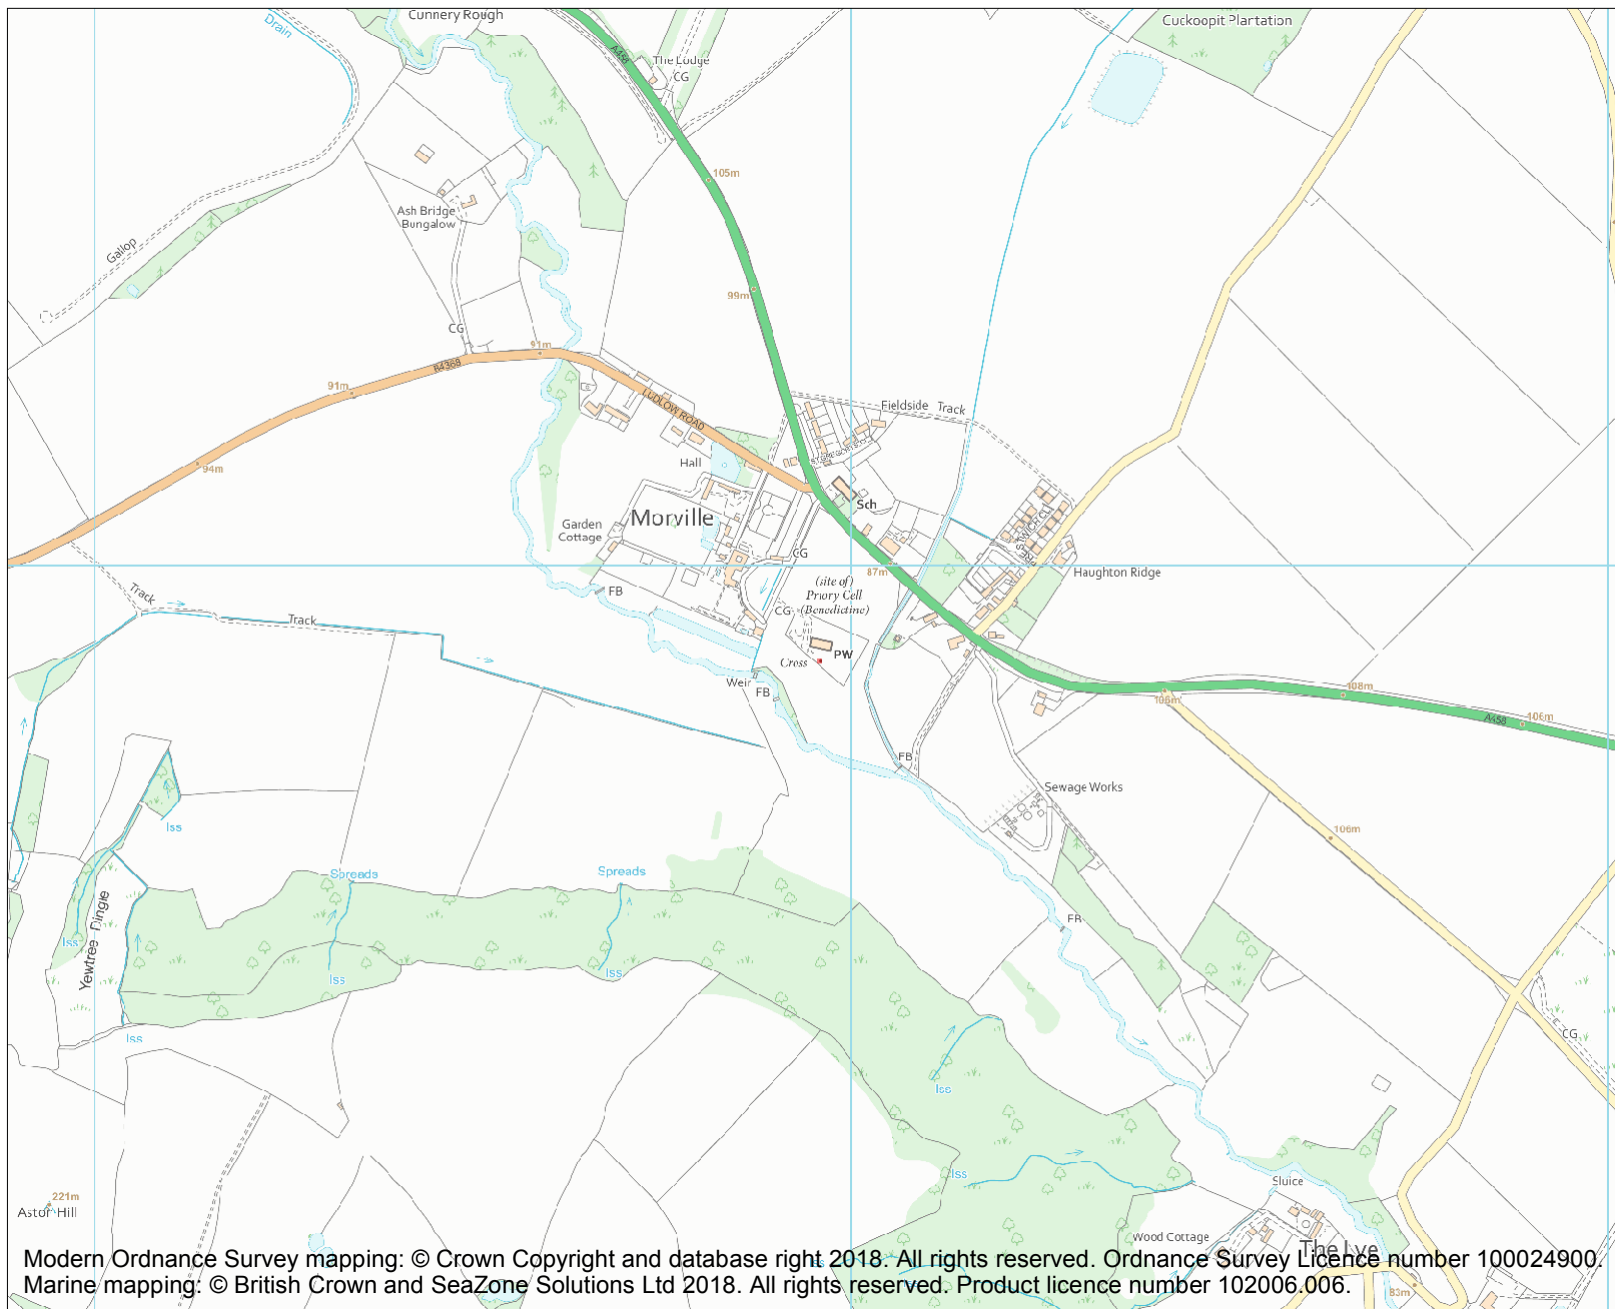 Cunnery Rough
Drain
A458
The Lodge
CG
Cuckoopit Plantation
105m
Ash Bridge
Bungalow
Gallop
99m
CG
91m
B4368
91m
LUDLOW ROAD
Fieldside Track
94m
Hall
Sch
Morville
Garden
Cottage
CG
87m
Haughton Ridge
(site of)
Priory Cell
(Benedictine)
FB
CG
Track
Track
PW
Cross
Weir
FB
108m
106m
A458
FB
Sewage Works
106m
Iss
Spreads
Spreads
Yewtree Dingle
Iss
FB
Iss
Iss
Iss
CG
Iss
Iss
221m
Astor Hill
Sluice
Wood Cottage
The Lye
Modern Ordnance Survey mapping: © Crown Copyright and database right 2018. All rights reserved. Ordnance Survey Licence number 100024900.
Iss
Marine mapping: © British Crown and SeaZone Solutions Ltd 2018. All rights reserved. Product licence number 102006.006.
83m